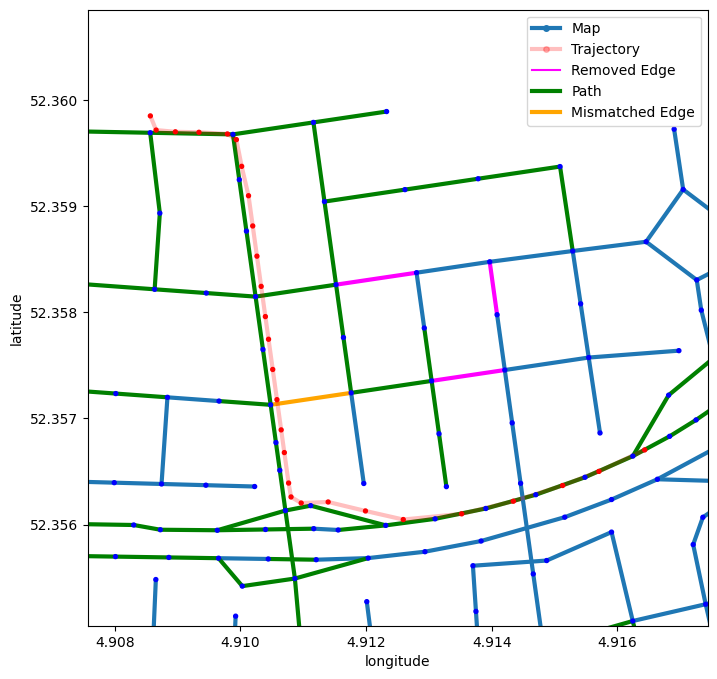 Map
Trajectory
Removed Edge
Path
Mismatched Edge
52.360
52.359
52.358
52.357
52.356
latitude
4.908 4.910 4.912 4.914 4.916
longitude